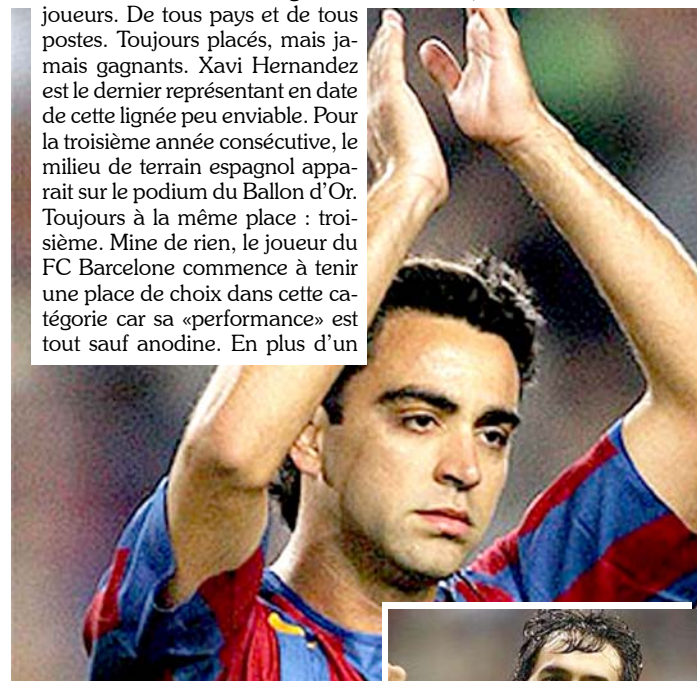 joueurs. De tous pays et de tous
postes. Toujours placés, mais ja-
mais gagnants. Xavi Hernandez
est le dernier représentant en date
de cette lignée peu enviable. Pour
la troisième année consécutive, le
milieu de terrain espagnol appa-
rait sur le podium du Ballon d’Or.
Toujours à la même place : troi-
sième. Mine de rien, le joueur du
FC Barcelone commence à tenir
une place de choix dans cette ca-
tégorie car sa «performance» est
tout sauf anodine. En plus d’un